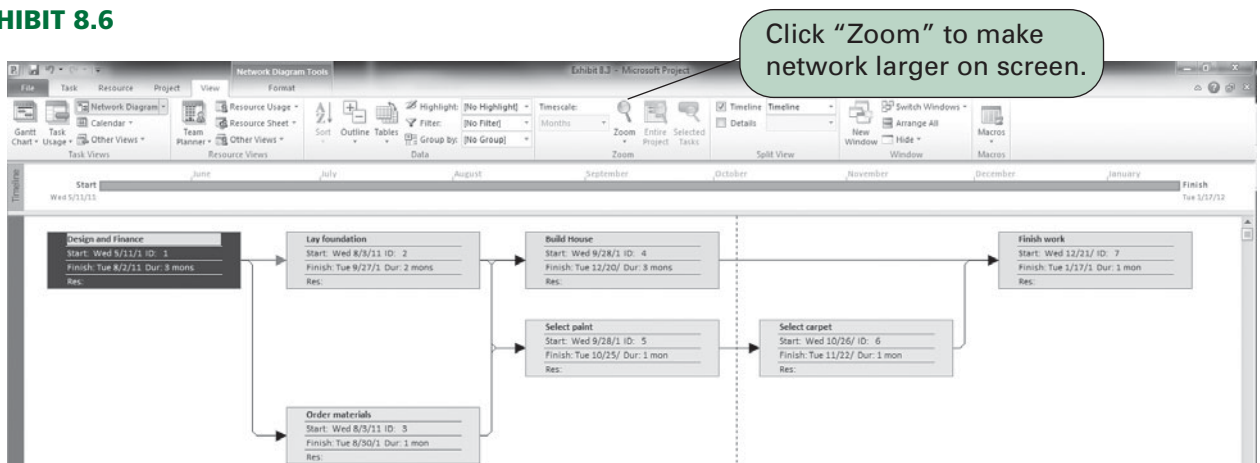 HIBIT 8.6
Click “Zoom” to make
network larger on screen.
Network Diagram Tools
Exhibit 8.3 – Microsoft Project
File Task Resource Project View Format
Network Diagram
Calendar
Other Views
Gantt Chart
Task Usage
Task Views
Team Planner
Resource Usage
Resource Sheet
Other Views
Resource Views
Sort Outline Tables
Highlight: [No Highlight]
Filter: [No Filter]
Group by: [No Group]
Data
Timescale:
Months
Zoom
Entire Project
Selected Tasks
Zoom
Timeline Timeline
Details
Split View
New Window
Switch Windows
Arrange All
Hide
Window
Macros
Macros
Timeline
June July August September October November December January
Start
Wed 5/11/11
Finish
Tue 1/17/12
Design and Finance
Start: Wed 5/11/1 ID: 1
Finish: Tue 8/2/11 Dur: 3 mons
Res:
Lay foundation
Start: Wed 8/3/11 ID: 2
Finish: Tue 9/27/1 Dur: 2 mons
Res:
Build House
Start: Wed 9/28/1 ID: 4
Finish: Tue 12/20/ Dur: 3 mons
Res:
Finish work
Start: Wed 12/21/ ID: 7
Finish: Tue 1/17/1 Dur: 1 mon
Res:
Select paint
Start: Wed 9/28/1 ID: 5
Finish: Tue 10/25/ Dur: 1 mon
Res:
Select carpet
Start: Wed 10/26/ ID: 6
Finish: Tue 11/22/ Dur: 1 mon
Res:
Order materials
Start: Wed 8/3/11 ID: 3
Finish: Tue 8/30/1 Dur: 1 mon
Res: